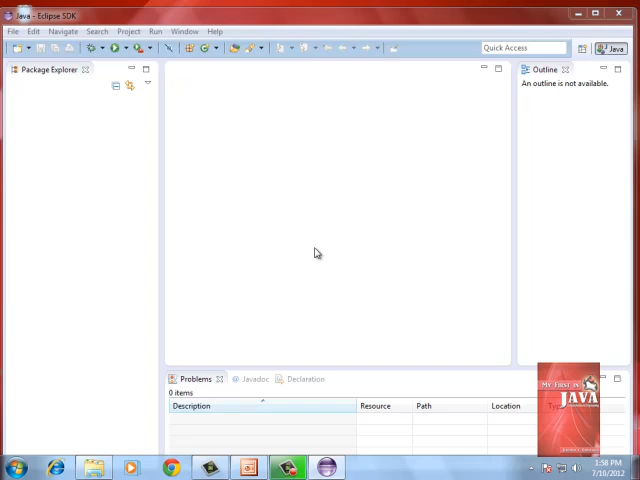 Java - Eclipse SDK
File Edit Navigate Search Project Run Window Help
Quick Access
Java
Package Explorer
Outline
An outline is not available.
Problems Javadoc Declaration
0 items
Description Resource Path Location
MY FIRST IN
JAVA
1:58 PM
7/10/2012